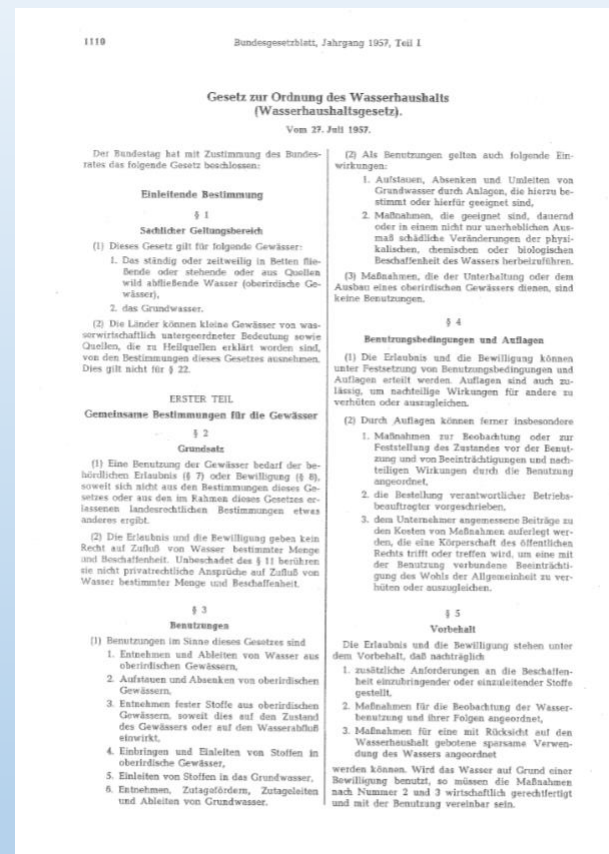 1110
Bundesgesetzblatt, Jahrgang 1957, Teil I
Gesetz zur Ordnung des Wasserhaushalts
(Wasserhaushaltsgesetz).
Vom 27. Juli 1957.
Der Bundestag hat mit Zustimmung des Bundes-
rates das folgende Gesetz beschlossen:
Einleitende Bestimmung
§ 1
Sachlicher Geltungsbereich
(1) Dieses Gesetz gilt für folgende Gewässer:
1. Das ständig oder zeitweilig in Betten flie-
ßende oder stehende oder aus Quellen
wild abfließende Wasser (oberirdische Ge-
wässer),
2. das Grundwasser.
(2) Die Länder können kleine Gewässer von was-
serwirtschaftlich untergeordneter Bedeutung sowie
Quellen, die zu Heilquellen erklärt worden sind,
von den Bestimmungen dieses Gesetzes ausnehmen.
Dies gilt nicht für § 22.
ERSTER TEIL
Gemeinsame Bestimmungen für die Gewässer
§ 2
Grundsatz
(1) Eine Benutzung der Gewässer bedarf der be-
hördlichen Erlaubnis (§ 7) oder Bewilligung (§ 8),
soweit sich nicht aus den Bestimmungen dieses Ge-
setzes oder aus den im Rahmen dieses Gesetzes er-
lassenen landesrechtlichen Bestimmungen etwas
anderes ergibt.
(2) Die Erlaubnis und die Bewilligung geben kein
Recht auf Zufluß von Wasser bestimmter Menge
und Beschaffenheit. Unbeschadet des § 11 berühren
sie nicht privatrechtliche Ansprüche auf Zufluß von
Wasser bestimmter Menge und Beschaffenheit.
§ 3
Benutzungen
(1) Benutzungen im Sinne dieses Gesetzes sind
1. Entnehmen und Ableiten von Wasser aus
oberirdischen Gewässern,
2. Aufstauen und Absenken von oberirdischen
Gewässern,
3. Entnehmen fester Stoffe aus oberirdischen
Gewässern, soweit dies auf den Zustand
des Gewässers oder auf den Wasserabfluß
einwirkt,
4. Einbringen und Einleiten von Stoffen in
oberirdische Gewässer,
5. Einleiten von Stoffen in das Grundwasser,
6. Entnehmen, Zutagefördern, Zutageleiten
und Ableiten von Grundwasser.
(2) Als Benutzungen gelten auch folgende Ein-
wirkungen:
1. Aufstauen, Absenken und Umleiten von
Grundwasser durch Anlagen, die hierzu be-
stimmt oder hierfür geeignet sind,
2. Maßnahmen, die geeignet sind, dauernd
oder in einem nicht nur unerheblichen Aus-
maß schädliche Veränderungen der physi-
kalischen, chemischen oder biologischen
Beschaffenheit des Wassers herbeizuführen.
(3) Maßnahmen, die der Unterhaltung oder dem
Ausbau eines oberirdischen Gewässers dienen, sind
keine Benutzungen.
§ 4
Benutzungsbedingungen und Auflagen
(1) Die Erlaubnis und die Bewilligung können
unter Festsetzung von Benutzungsbedingungen und
Auflagen erteilt werden. Auflagen sind auch zu-
lässig, um nachteilige Wirkungen für andere zu
verhüten oder auszugleichen.
(2) Durch Auflagen können ferner insbesondere
1. Maßnahmen zur Beobachtung oder zur
Feststellung des Zustandes vor der Benut-
zung und von Beeinträchtigungen und nach-
teiligen Wirkungen durch die Benutzung
angeordnet,
2. die Bestellung verantwortlicher Betriebs-
beauftragter vorgeschrieben,
3. dem Unternehmer angemessene Beiträge zu
den Kosten von Maßnahmen auferlegt wer-
den, die eine Körperschaft des öffentlichen
Rechts trifft oder treffen wird, um eine mit
der Benutzung verbundene Beeinträchti-
gung des Wohls der Allgemeinheit zu ver-
hüten oder auszugleichen.
§ 5
Vorbehalt
Die Erlaubnis und die Bewilligung stehen unter
dem Vorbehalt, daß nachträglich
1. zusätzliche Anforderungen an die Beschaffen-
heit einzubringender oder einzuleitender Stoffe
gestellt,
2. Maßnahmen für die Beobachtung der Wasser-
benutzung und ihrer Folgen angeordnet,
3. Maßnahmen für eine mit Rücksicht auf den
Wasserhaushalt gebotene sparsame Verwen-
dung des Wassers angeordnet
werden können. Wird das Wasser auf Grund einer
Bewilligung benutzt, so müssen die Maßnahmen
nach Nummer 2 und 3 wirtschaftlich gerechtfertigt
und mit der Benutzung vereinbar sein.